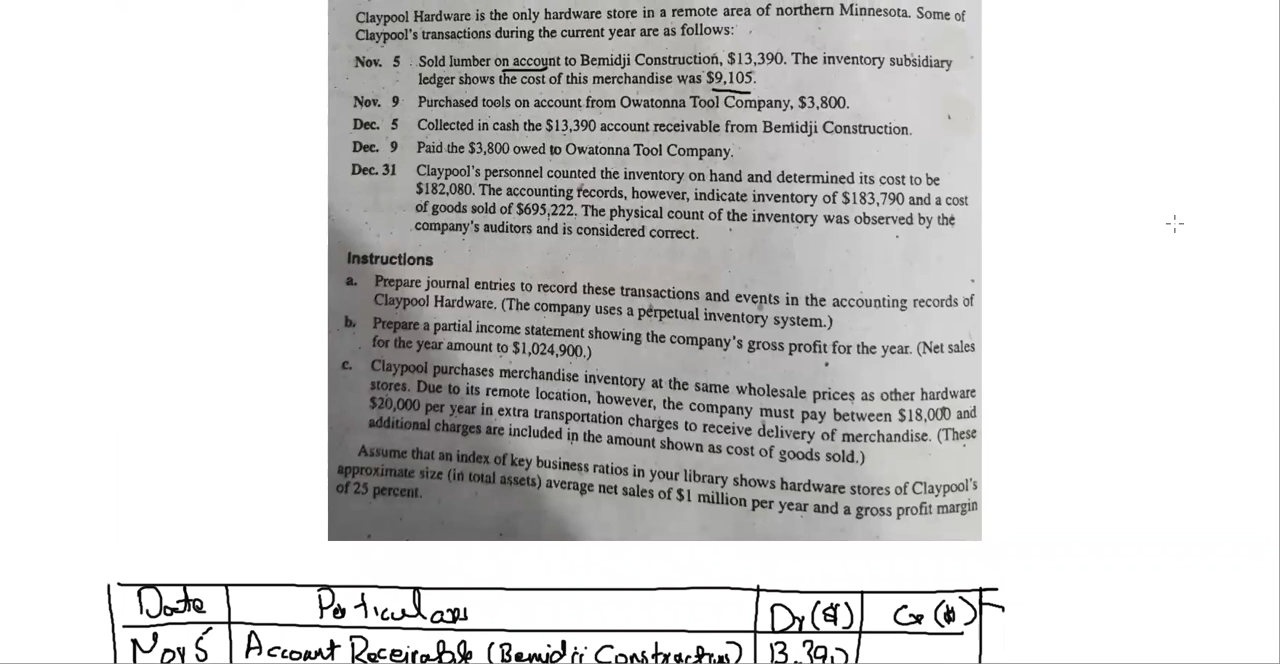 Claypool Hardware is the only hardware store in a remote area of northern Minnesota. Some of
Claypool's transactions during the current year are as follows:
Nov. 5 Sold lumber on account to Bemidji Construction, $13,390. The inventory subsidiary
ledger shows the cost of this merchandise was $9,105.
Nov. 9 Purchased tools on account from Owatonna Tool Company, $3,800.
Dec. 5 Collected in cash the $13,390 account receivable from Bemidji Construction.
Dec. 9 Paid the $3,800 owed to Owatonna Tool Company.
Dec. 31 Claypool's personnel counted the inventory on hand and determined its cost to be
$182,080. The accounting records, however, indicate inventory of $183,790 and a cost
of goods sold of $695,222. The physical count of the inventory was observed by the
company's auditors and is considered correct.
Instructions
a. Prepare journal entries to record these transactions and events in the accounting records of
Claypool Hardware. (The company uses a perpetual inventory system.)
b. Prepare a partial income statement showing the company's gross profit for the year. (Net sales
for the year amount to $1,024,900.)
c. Claypool purchases merchandise inventory at the same wholesale prices as other hardware
stores. Due to its remote location, however, the company must pay between $18,000 and
$20,000 per year in extra transportation charges to receive delivery of merchandise. (These
additional charges are included in the amount shown as cost of goods sold.)
Assume that an index of key business ratios in your library shows hardware stores of Claypool's
approximate size (in total assets) average net sales of $1 million per year and a gross profit margin
of 25 percent.
Date Particulars Dr($) Cr($)
Nov 5 Account Receivable (Bemidji Construction) 13,390